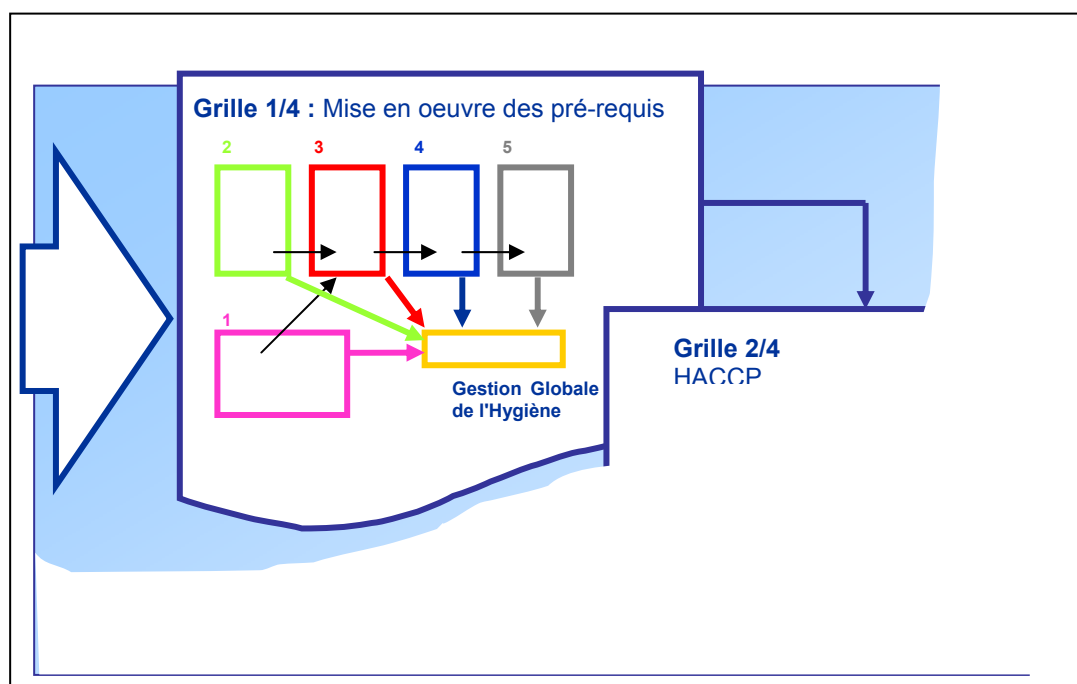 Grille 1/4 : Mise en oeuvre des pré-requis
2 3 4 5
1
Gestion Globale
de l'Hygiène
Grille 2/4
HACCP